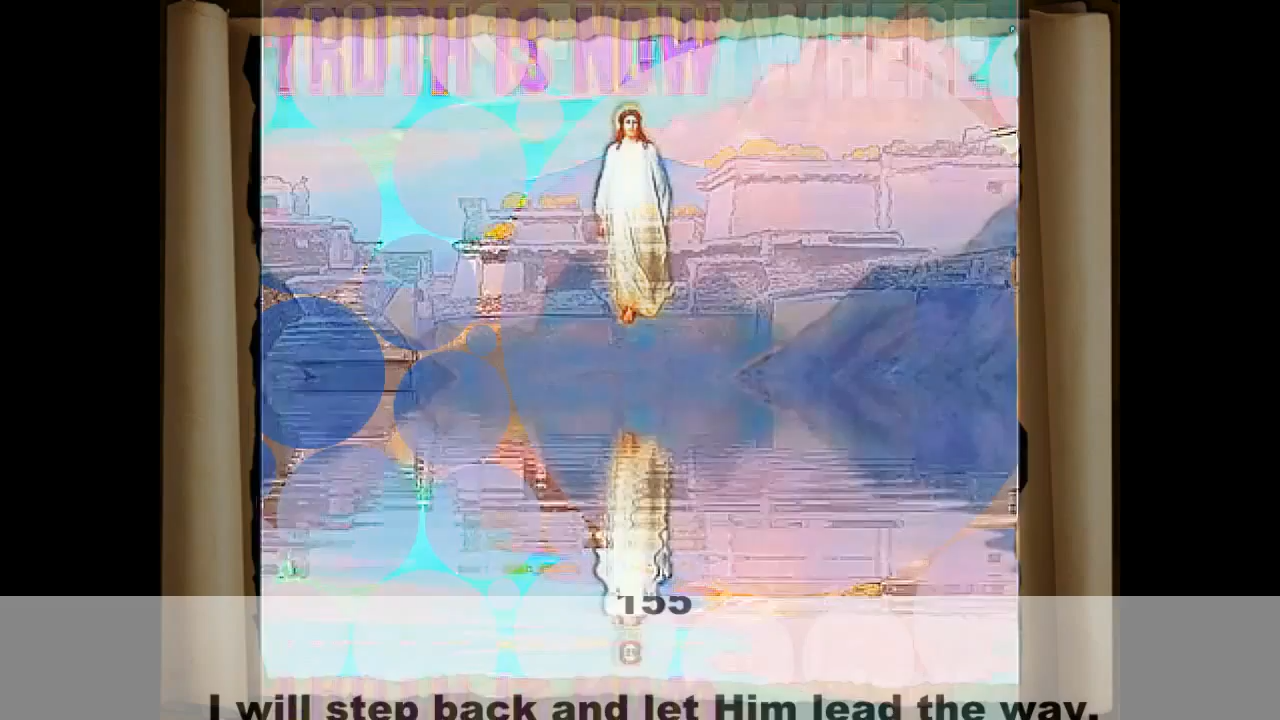 TRUTH IS NOW WHERE
155
I will step back and let Him lead the way.